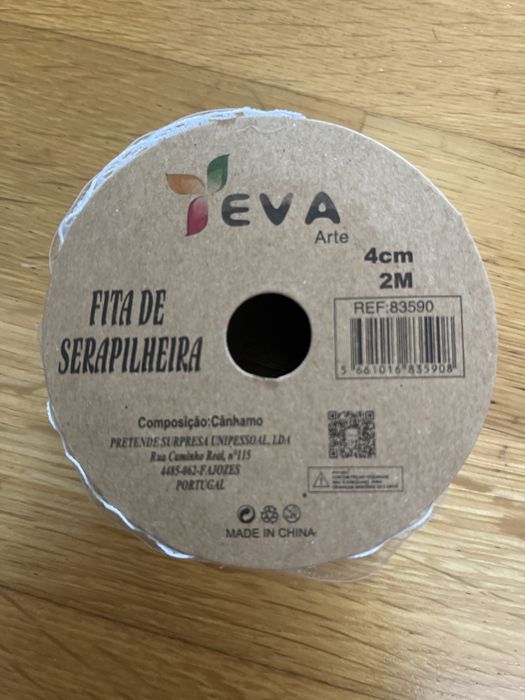 EVA
Arte
4cm
2M
REF:83590
5 661016 835908
FITA DE
SERAPILHEIRA
Composição:Cânhamo
PRETENDE SURPRESA UNIPESSOAL, LDA
Rua Caminho Real, nº115
4485-062-FAJOZES
PORTUGAL
MADE IN CHINA